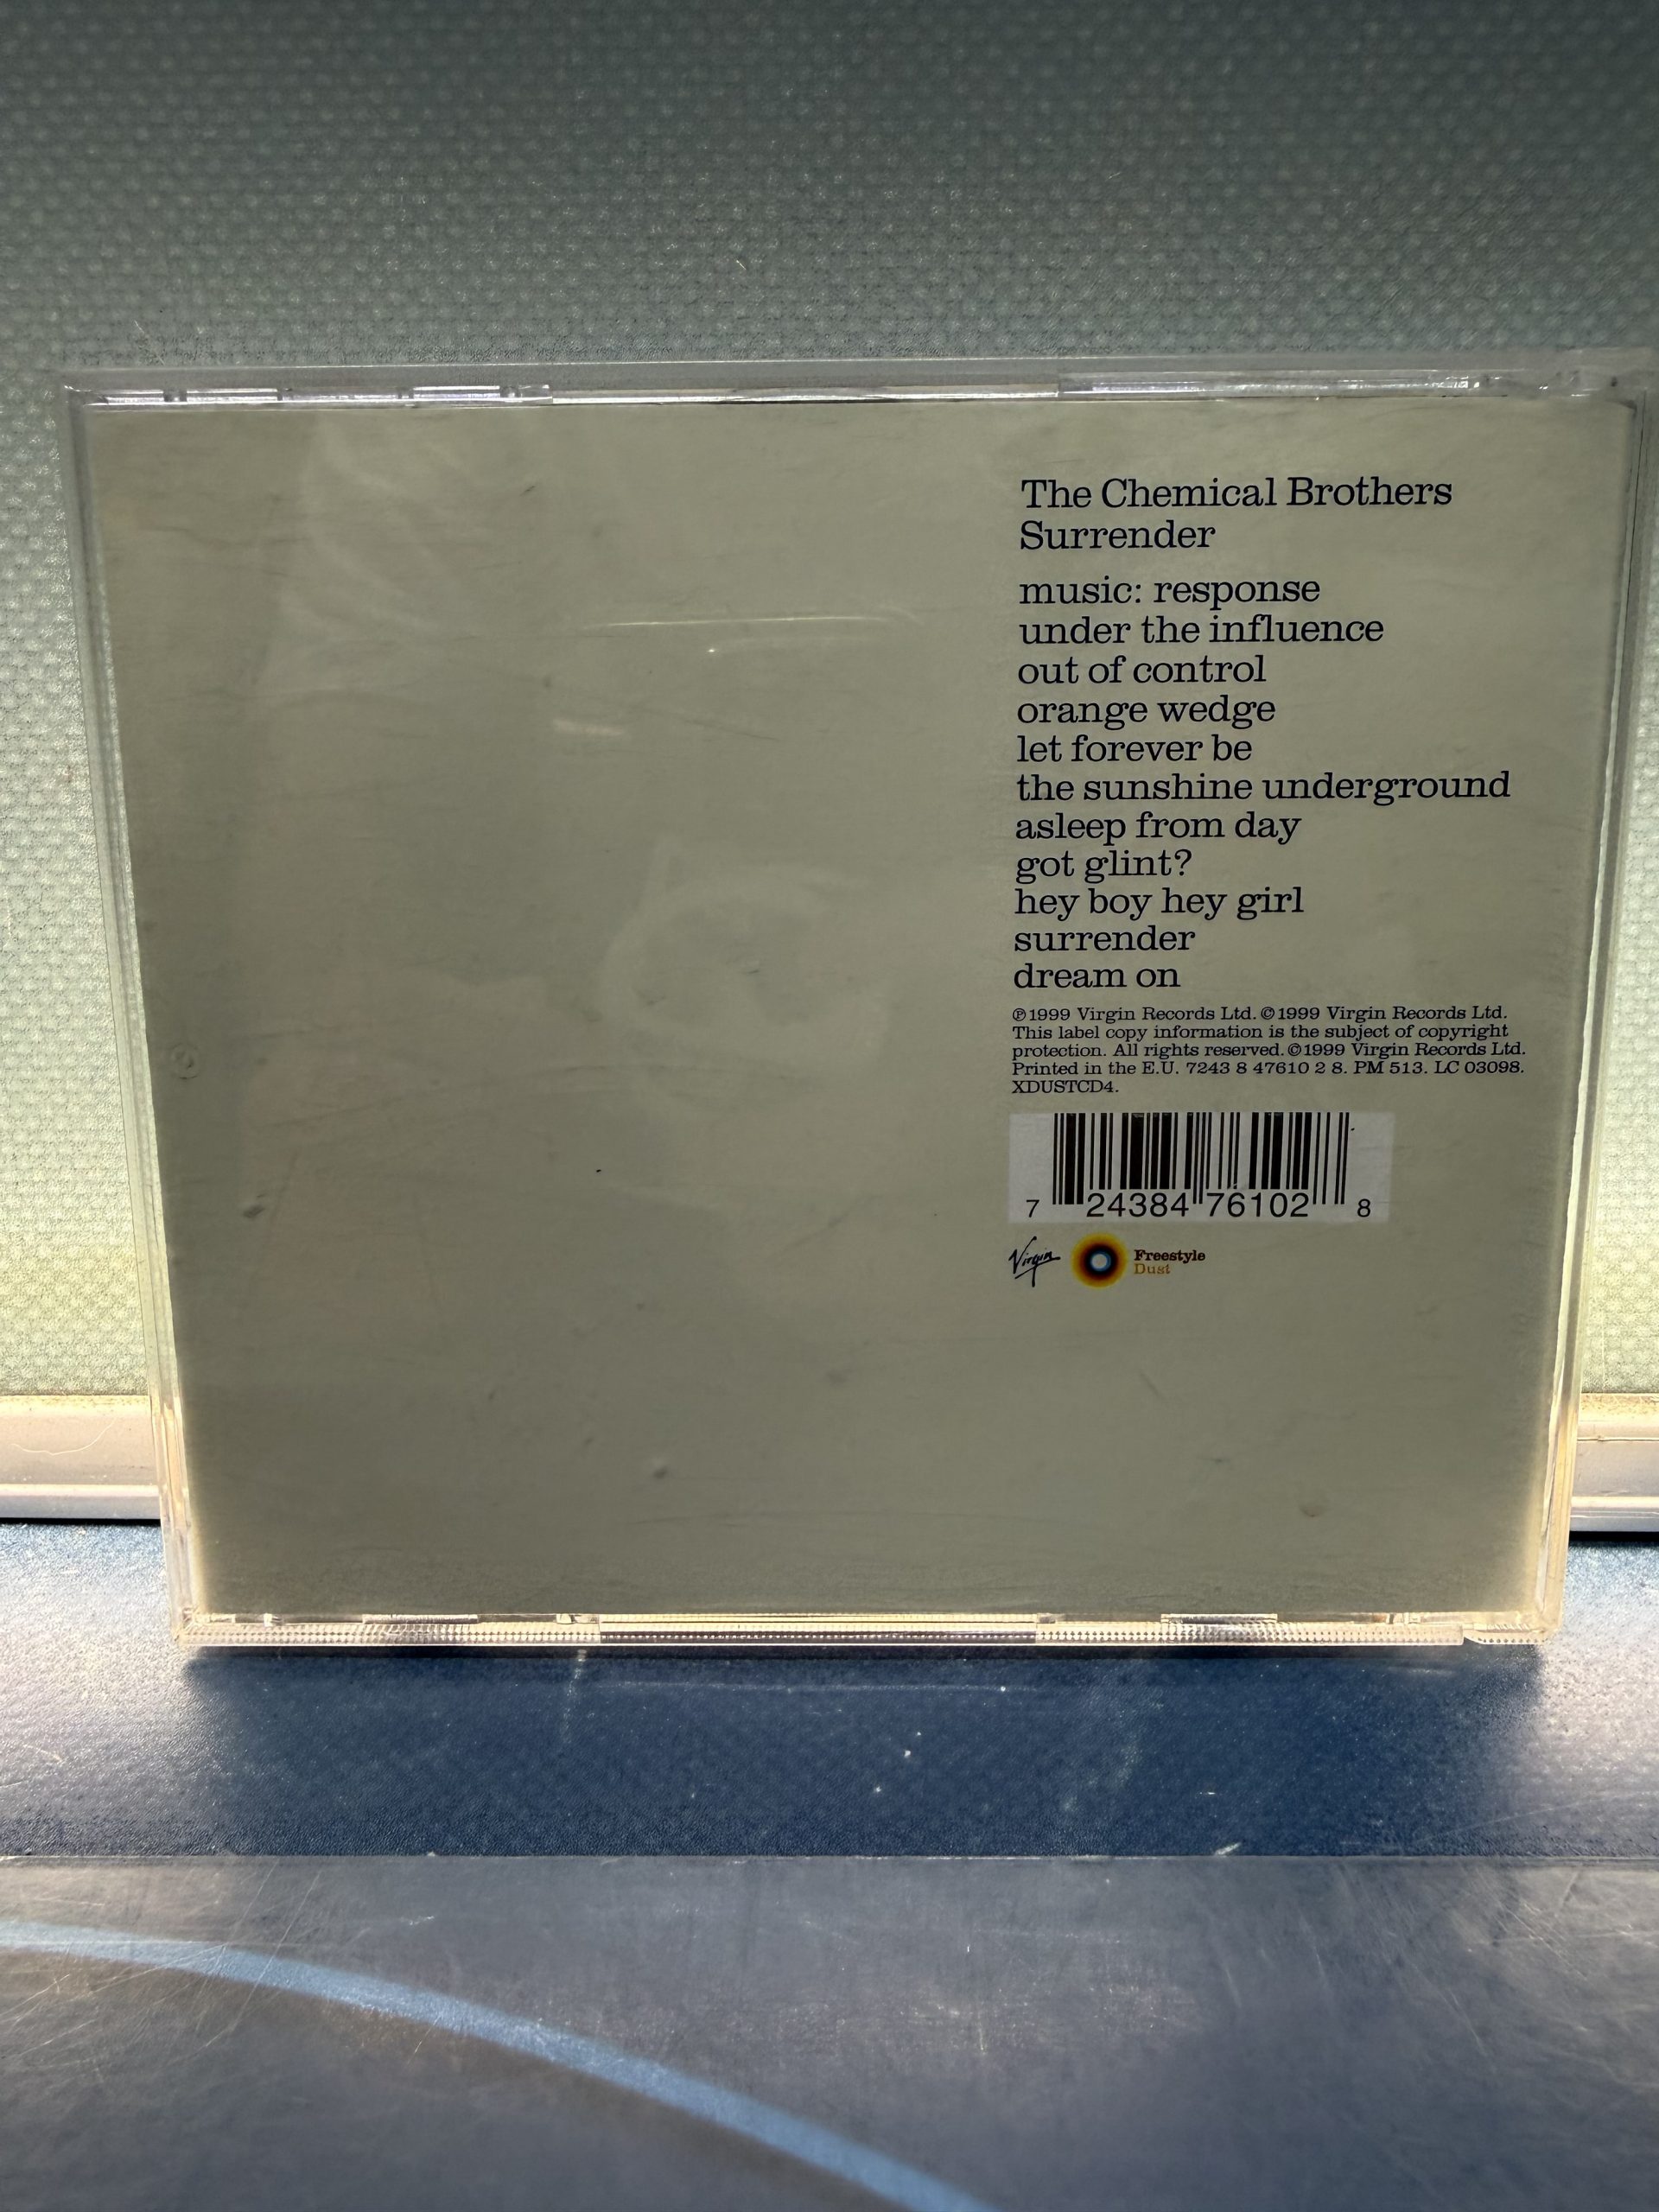 The Chemical Brothers
Surrender
music: response
under the influence
out of control
orange wedge
let forever be
the sunshine underground
asleep from day
got glint?
hey boy hey girl
surrender
dream on
℗1999 Virgin Records Ltd. ©1999 Virgin Records Ltd.
This label copy information is the subject of copyright
protection. All rights reserved. ©1999 Virgin Records Ltd.
Printed in the E.U. 7243 8 47610 2 8. PM 513. LC 03098.
XDUSTCD4.
7 24384 76102 8
Virgin Freestyle
Dust